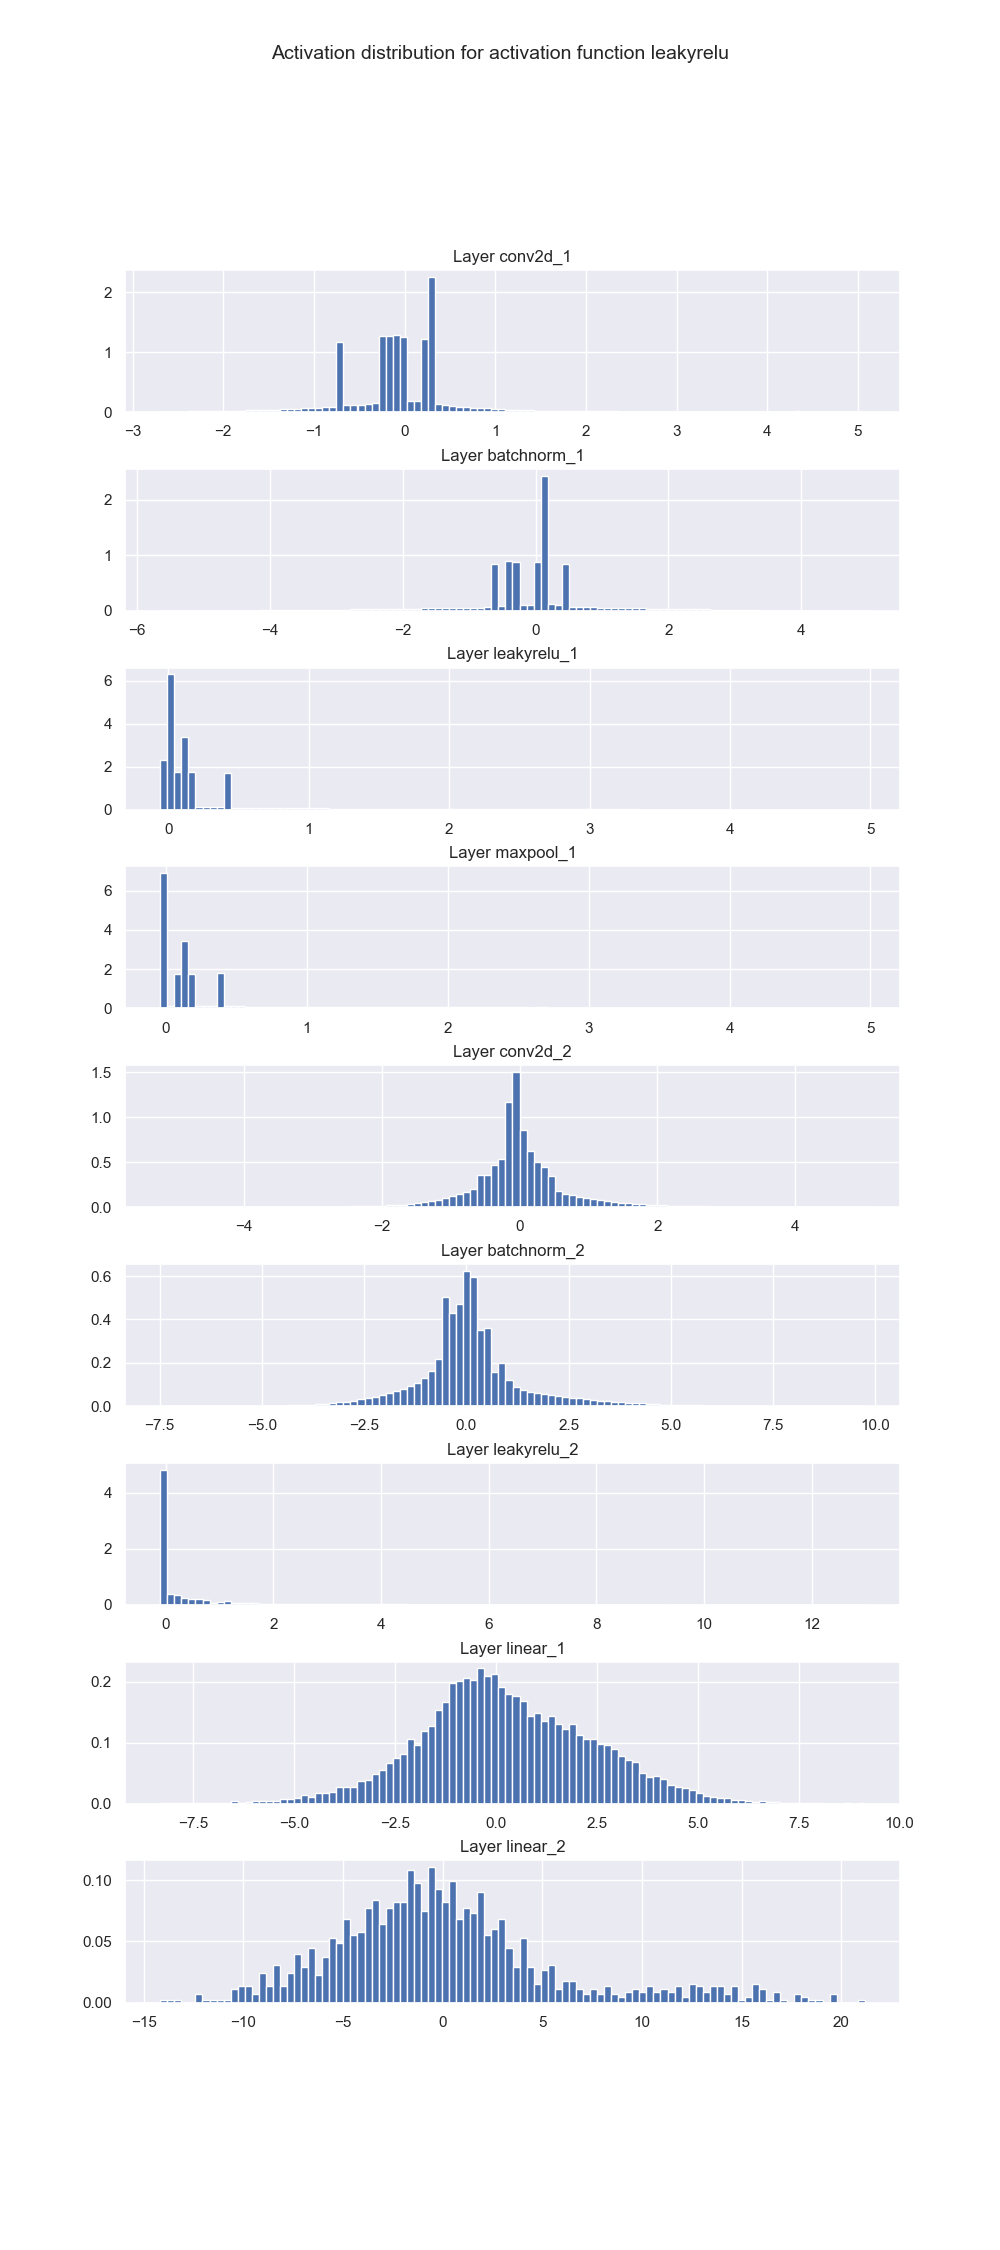 Activation distribution for activation function leakyrelu
Layer conv2d_1
2
1
0
−3 −2 −1 0 1 2 3 4 5
Layer batchnorm_1
2
1
0
−6 −4 −2 0 2 4
Layer leakyrelu_1
6
4
2
0
0 1 2 3 4 5
Layer maxpool_1
6
4
2
0
0 1 2 3 4 5
Layer conv2d_2
1.5
1.0
0.5
0.0
−4 −2 0 2 4
Layer batchnorm_2
0.6
0.4
0.2
0.0
−7.5 −5.0 −2.5 0.0 2.5 5.0 7.5 10.0
Layer leakyrelu_2
4
2
0
0 2 4 6 8 10 12
Layer linear_1
0.2
0.1
0.0
−7.5 −5.0 −2.5 0.0 2.5 5.0 7.5 10.0
Layer linear_2
0.10
0.05
0.00
−15 −10 −5 0 5 10 15 20